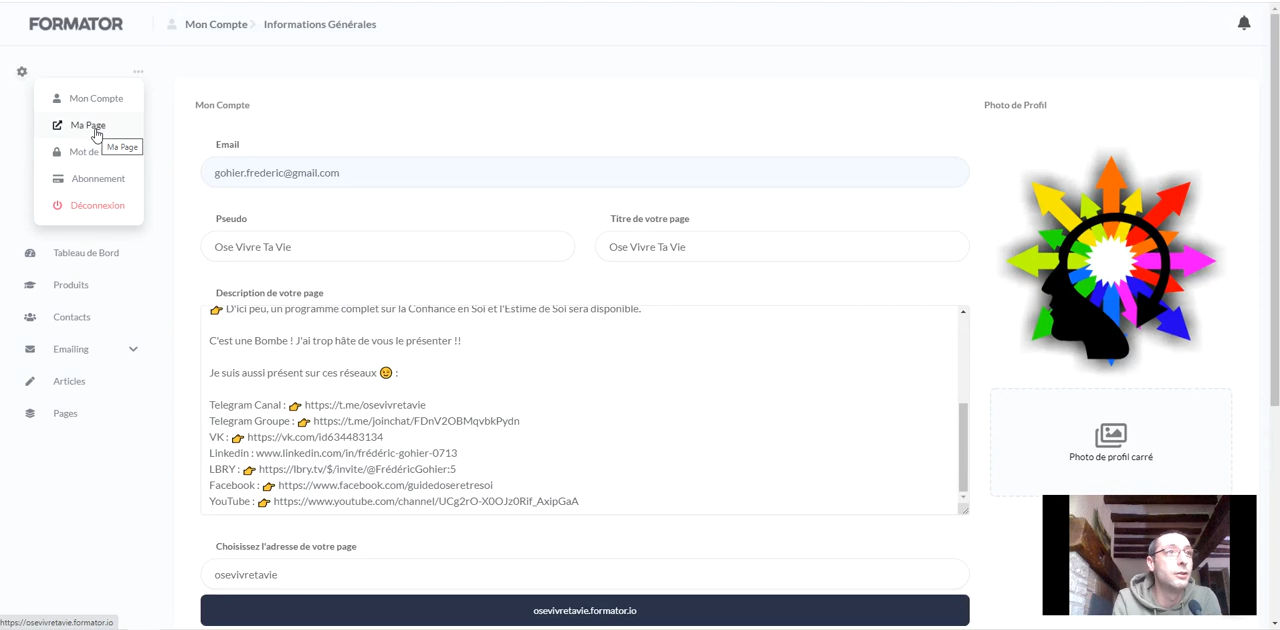 FORMATOR
Mon Compte Informations Générales
Mon Compte
Ma Page
Ma Page
Mot de
Abonnement
Déconnexion
Tableau de Bord
Produits
Contacts
Emailing
Articles
Pages
Mon Compte
Email
gohier.frederic@gmail.com
Pseudo
Ose Vivre Ta Vie
Titre de votre page
Ose Vivre Ta Vie
Description de votre page
👉 D'ici peu, un programme complet sur la Confiance en Soi et l'Estime de Soi sera disponible.
C'est une Bombe ! J'ai trop hâte de vous le présenter !!
Je suis aussi présent sur ces réseaux 😉 :
Telegram Canal : 👉 https://t.me/osevivretavie
Telegram Groupe : 👉 https://t.me/joinchat/FDnV2OBMqvbkPydn
VK : 👉 https://vk.com/id634483134
Linkedin : www.linkedin.com/in/frédéric-gohier-0713
LBRY : 👉 https://lbry.tv/$/invite/@FrédéricGohier:5
Facebook : 👉 https://www.facebook.com/guidedoseretresoi
YouTube : 👉 https://www.youtube.com/channel/UCg2rO-X0OJz0Rif_AxipGaA
Choisissez l'adresse de votre page
osevivretavie
osevivretavie.formator.io
Photo de Profil
Photo de profil carré
https://osevivretavie.formator.io